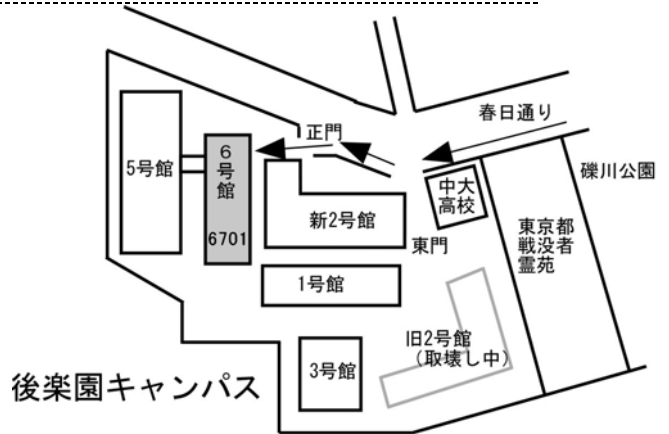 春日通り
正門
礫川公園
5号館
6
号
館
6701
中大
高校
新2号館
東門
東京都
戦没者
霊苑
1号館
旧2号館
(取壊し中)
3号館
後楽園キャンパス